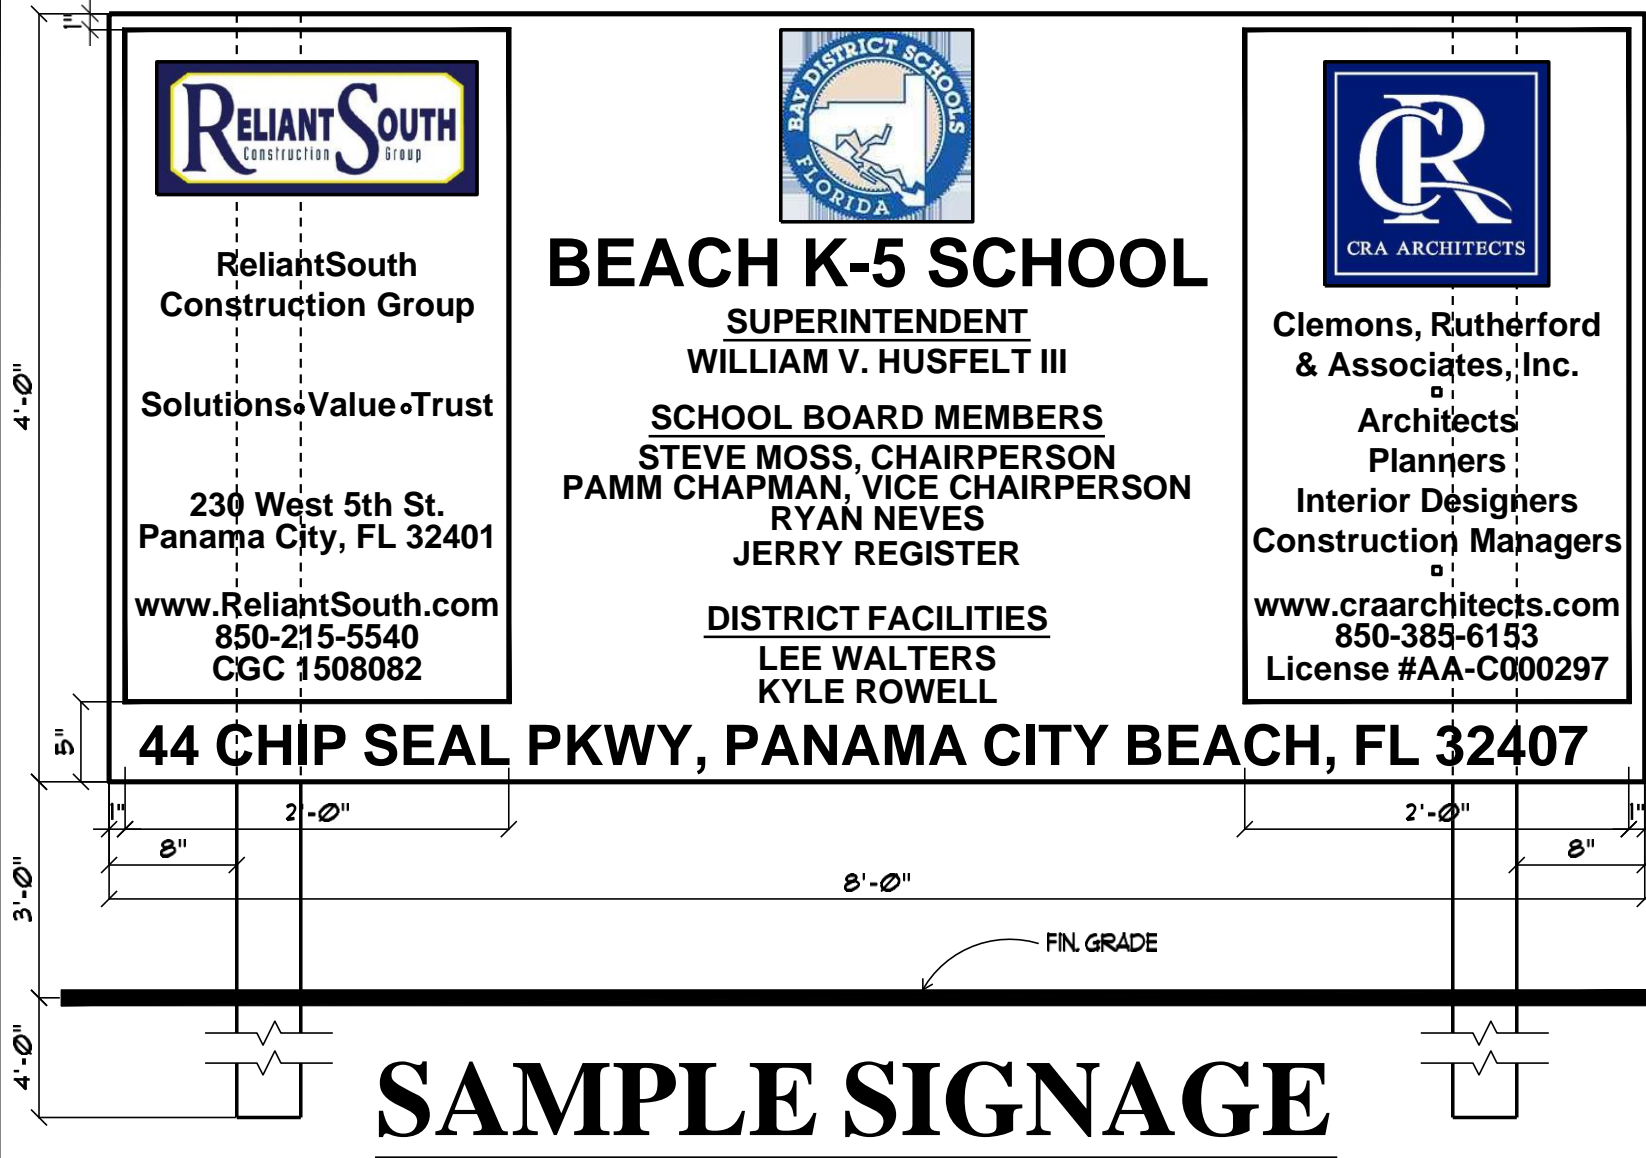 1"
RELIANTSOUTH
Construction Group
ReliantSouth
Construction Group
Solutions∘Value∘Trust
230 West 5th St.
Panama City, FL 32401
www.ReliantSouth.com
850-215-5540
CGC 1508082
BAY DISTRICT SCHOOLS
FLORIDA
BEACH K-5 SCHOOL
SUPERINTENDENT
WILLIAM V. HUSFELT III
SCHOOL BOARD MEMBERS
STEVE MOSS, CHAIRPERSON
PAMM CHAPMAN, VICE CHAIRPERSON
RYAN NEVES
JERRY REGISTER
DISTRICT FACILITIES
LEE WALTERS
KYLE ROWELL
CR
CRA ARCHITECTS
Clemons, Rutherford
& Associates, Inc.
Architects
Planners
Interior Designers
Construction Managers
www.craarchitects.com
850-385-6153
License #AA-C000297
44 CHIP SEAL PKWY, PANAMA CITY BEACH, FL 32407
4'-0"
5"
1"
2'-0"
2'-0"
1"
8"
8"
8'-0"
3'-0"
FIN. GRADE
4'-0"
SAMPLE SIGNAGE